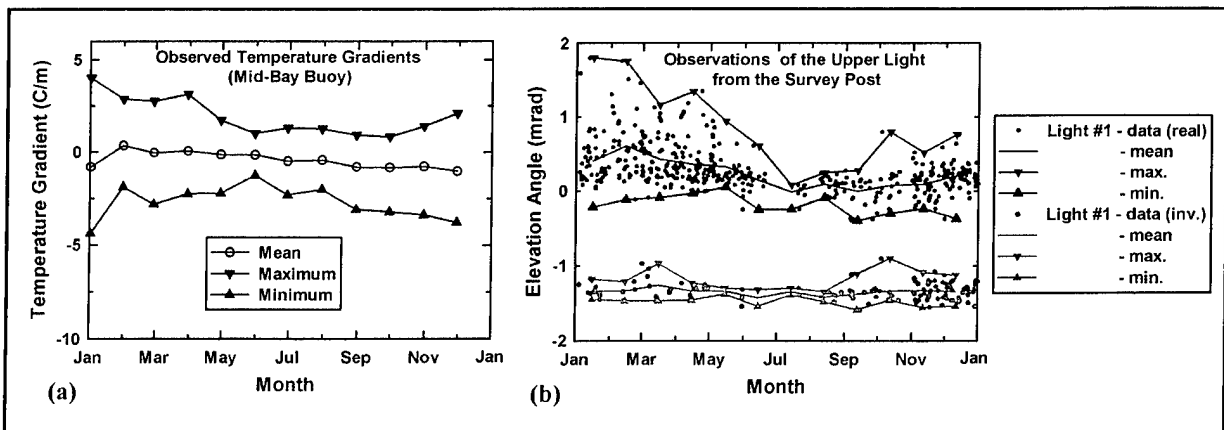 Observed Temperature Gradients
(Mid-Bay Buoy)
Temperature Gradient (C/m)
5
0
-5
-10
Mean
Maximum
Minimum
Jan Mar May Jul Sep Nov Jan
Month
(a)
Observations of the Upper Light
from the Survey Post
Elevation Angle (mrad)
2
1
0
-1
-2
Jan Mar May Jul Sep Nov Jan
Month
(b)
Light #1 - data (real)
- mean
- max.
- min.
Light #1 - data (inv.)
- mean
- max.
- min.